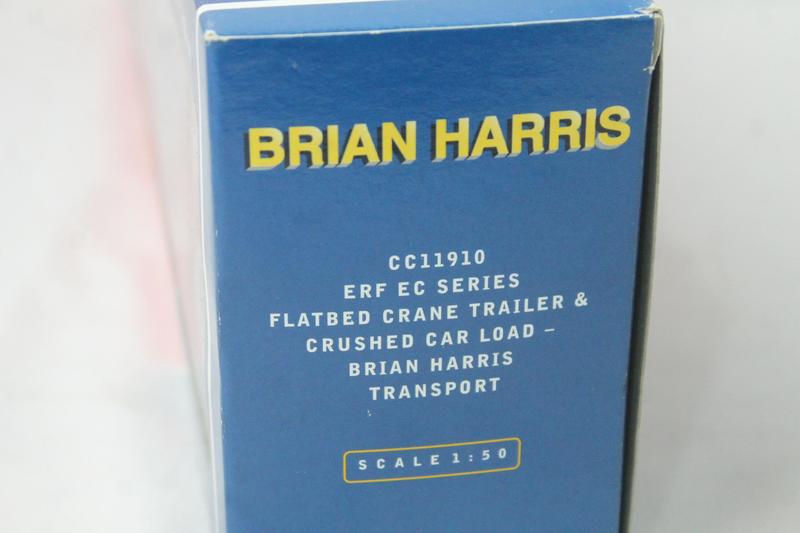 BRIAN HARRIS
CC11910
ERF EC SERIES
FLATBED CRANE TRAILER &
CRUSHED CAR LOAD –
BRIAN HARRIS
TRANSPORT
SCALE 1:50